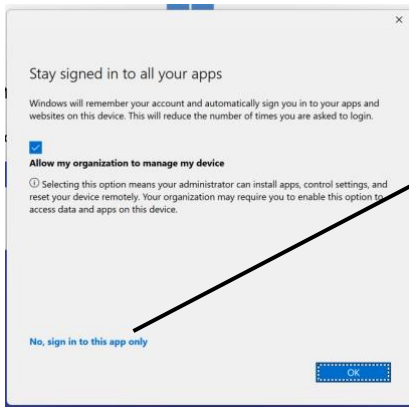 Stay signed in to all your apps
Windows will remember your account and automatically sign you in to your apps and
websites on this device. This will reduce the number of times you are asked to login.
Allow my organization to manage my device
Selecting this option means your administrator can install apps, control settings, and
reset your device remotely. Your organization may require you to enable this option to
access data and apps on this device.
No, sign in to this app only
OK